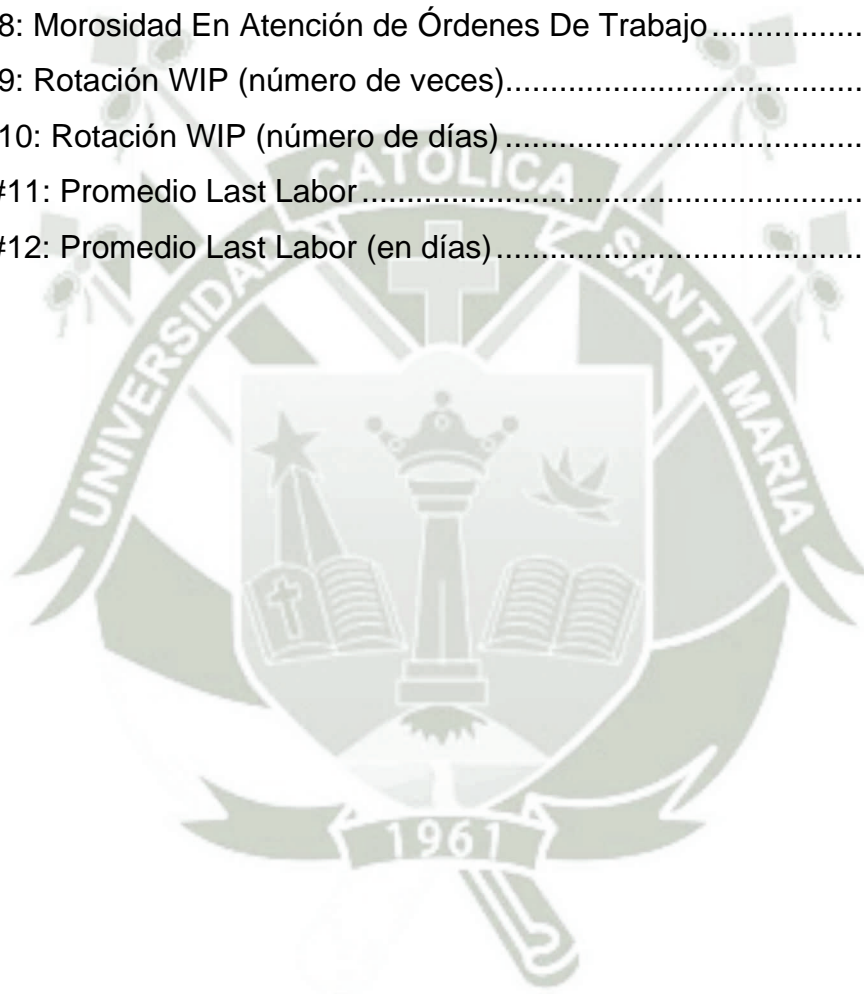 8: Morosidad En Atención de Órdenes De Trabajo..................
9: Rotación WIP (número de veces)........................................
10: Rotación WIP (número de días) ........................................
#11: Promedio Last Labor.........................................................
#12: Promedio Last Labor (en días)..........................................
UNIVERSIDAD CATOLICA SANTA MARIA
1961